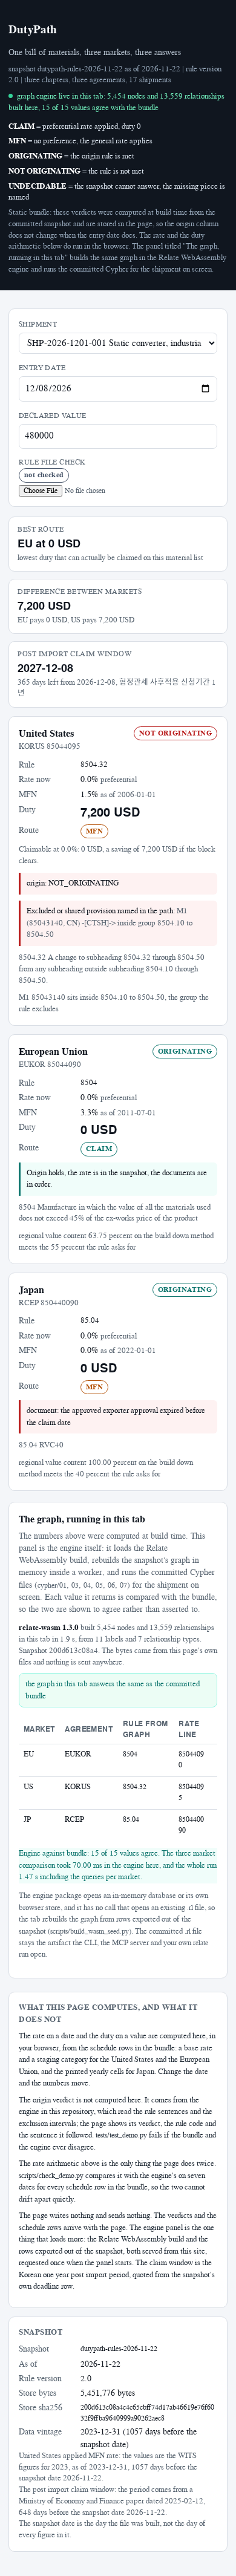 DutyPath
One bill of materials, three markets, three answers
snapshot dutypath-rules-2026-11-22 as of 2026-11-22 | rule version
2.0 | three chapters, three agreements, 17 shipments
graph engine live in this tab: 5,454 nodes and 13,559 relationships
built here, 15 of 15 values agree with the bundle
CLAIM = preferential rate applied, duty 0
MFN = no preference, the general rate applies
ORIGINATING = the origin rule is met
NOT ORIGINATING = the rule is not met
UNDECIDABLE = the snapshot cannot answer, the missing piece is
named
Static bundle: these verdicts were computed at build time from the
committed snapshot and are stored in the page, so the origin column
does not change when the entry date does. The rate and the duty
arithmetic below do run in the browser. The panel titled "The graph,
running in this tab" builds the same graph in the Relate WebAssembly
engine and runs the committed Cypher for the shipment on screen.
SHIPMENT
SHP-2026-1201-001 Static converter, industria
ENTRY DATE
12/08/2026
DECLARED VALUE
480000
RULE FILE CHECK
not checked
Choose File No file chosen
BEST ROUTE
EU at 0 USD
lowest duty that can actually be claimed on this material list
DIFFERENCE BETWEEN MARKETS
7,200 USD
EU pays 0 USD, US pays 7,200 USD
POST IMPORT CLAIM WINDOW
2027-12-08
365 days left from 2026-12-08, 협정관세 사후적용 신청기간 1
년
United States NOT ORIGINATING
KORUS 85044095
Rule 8504.32
Rate now 0.0% preferential
MFN 1.5% as of 2006-01-01
Duty 7,200 USD
Route MFN
Claimable at 0.0%: 0 USD, a saving of 7,200 USD if the block
clears.
origin: NOT_ORIGINATING
Excluded or shared provision named in the path: M1
(85043140, CN) -[CTSH]-> inside group 8504.10 to
8504.50
8504.32 A change to subheading 8504.32 through 8504.50
from any subheading outside subheading 8504.10 through
8504.50.
M1 85043140 sits inside 8504.10 to 8504.50, the group the
rule excludes
European Union ORIGINATING
EUKOR 85044090
Rule 8504
Rate now 0.0% preferential
MFN 3.3% as of 2011-07-01
Duty 0 USD
Route CLAIM
Origin holds, the rate is in the snapshot, the documents are
in order.
8504 Manufacture in which the value of all the materials used
does not exceed 45% of the ex-works price of the product
regional value content 63.75 percent on the build down method
meets the 55 percent the rule asks for
Japan ORIGINATING
RCEP 850440090
Rule 85.04
Rate now 0.0% preferential
MFN 0.0% as of 2022-01-01
Duty 0 USD
Route MFN
document: the approved exporter approval expired before
the claim date
85.04 RVC40
regional value content 100.00 percent on the build down
method meets the 40 percent the rule asks for
The graph, running in this tab
The numbers above were computed at build time. This
panel is the engine itself: it loads the Relate
WebAssembly build, rebuilds the snapshot's graph in
memory inside a worker, and runs the committed Cypher
files (cypher/01, 03, 04, 05, 06, 07) for the shipment on
screen. Each value it returns is compared with the bundle,
so the two are shown to agree rather than asserted to.
relate-wasm 1.3.0 built 5,454 nodes and 13,559 relationships
in this tab in 1.9 s, from 11 labels and 7 relationship types.
Snapshot 200d613c08a4. The bytes came from this page's own
files and nothing is sent anywhere.
the graph in this tab answers the same as the committed
bundle
MARKET AGREEMENT RULE FROM GRAPH RATE LINE
EU EUKOR 8504 85044090
US KORUS 8504.32 85044095
JP RCEP 85.04 850440090
Engine against bundle: 15 of 15 values agree. The three market
comparison took 70.00 ms in the engine here, and the whole run
1.47 s including the queries per market.
The engine package opens an in-memory database or its own
browser store, and it has no call that opens an existing .rl file, so
the tab rebuilds the graph from rows exported out of the
snapshot (scripts/build_wasm_seed.py). The committed .rl file
stays the artifact the CLI, the MCP server and your own relate
run open.
WHAT THIS PAGE COMPUTES, AND WHAT IT
DOES NOT
The rate on a date and the duty on a value are computed here, in
your browser, from the schedule rows in the bundle: a base rate
and a staging category for the United States and the European
Union, and the printed yearly cells for Japan. Change the date
and the numbers move.
The origin verdict is not computed here. It comes from the
engine in this repository, which read the rule sentences and the
exclusion intervals; the page shows its verdict, the rule code and
the sentence it followed. tests/test_demo.py fails if the bundle and
the engine ever disagree.
The rate arithmetic above is the only thing the page does twice.
scripts/check_demo.py compares it with the engine's on seven
dates for every schedule row in the bundle, so the two cannot
drift apart quietly.
The page writes nothing and sends nothing. The verdicts and the
schedule rows arrive with the page. The engine panel is the one
thing that loads more: the Relate WebAssembly build and the
rows exported out of the snapshot, both served from this site,
requested once when the panel starts. The claim window is the
Korean one year post import period, quoted from the snapshot's
own deadline row.
SNAPSHOT
Snapshot dutypath-rules-2026-11-22
As of 2026-11-22
Rule version 2.0
Store bytes 5,451,776 bytes
Data vintage 2023-12-31 (1057 days before the
snapshot date)
United States applied MFN rate: the values are the WITS
figures for 2023, as of 2023-12-31, 1057 days before the
snapshot date 2026-11-22.
The post import claim window: the period comes from a
Ministry of Economy and Finance paper dated 2025-02-12,
648 days before the snapshot date 2026-11-22.
The snapshot date is the day the file was built, not the day of
every figure in it.